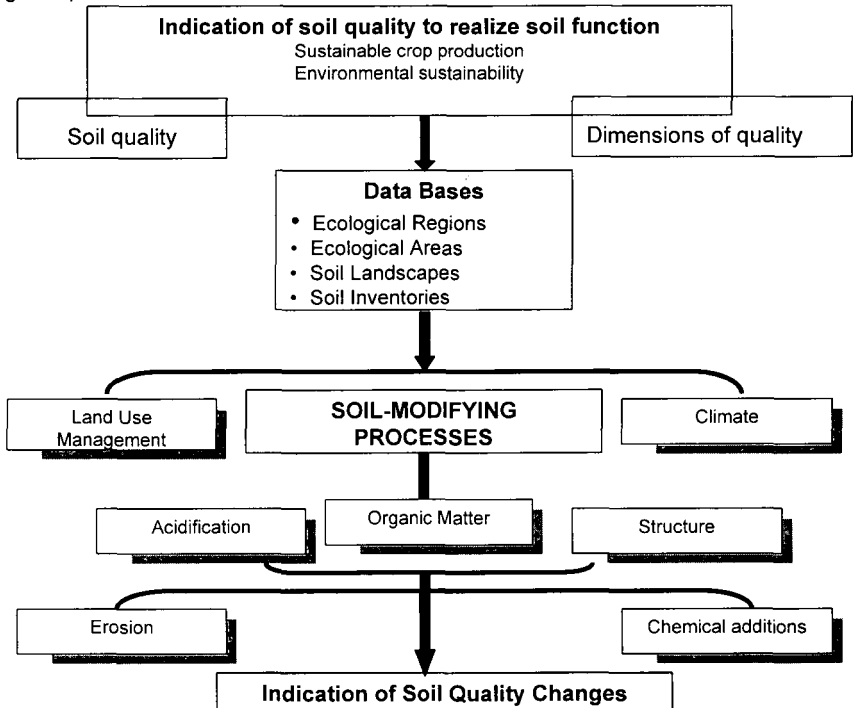 Indication of soil quality to realize soil function
Sustainable crop production
Environmental sustainability
Soil quality
Dimensions of quality
Data Bases
• Ecological Regions
• Ecological Areas
• Soil Landscapes
• Soil Inventories
Land Use
Management
SOIL-MODIFYING
PROCESSES
Climate
Acidification
Organic Matter
Structure
Erosion
Chemical additions
Indication of Soil Quality Changes